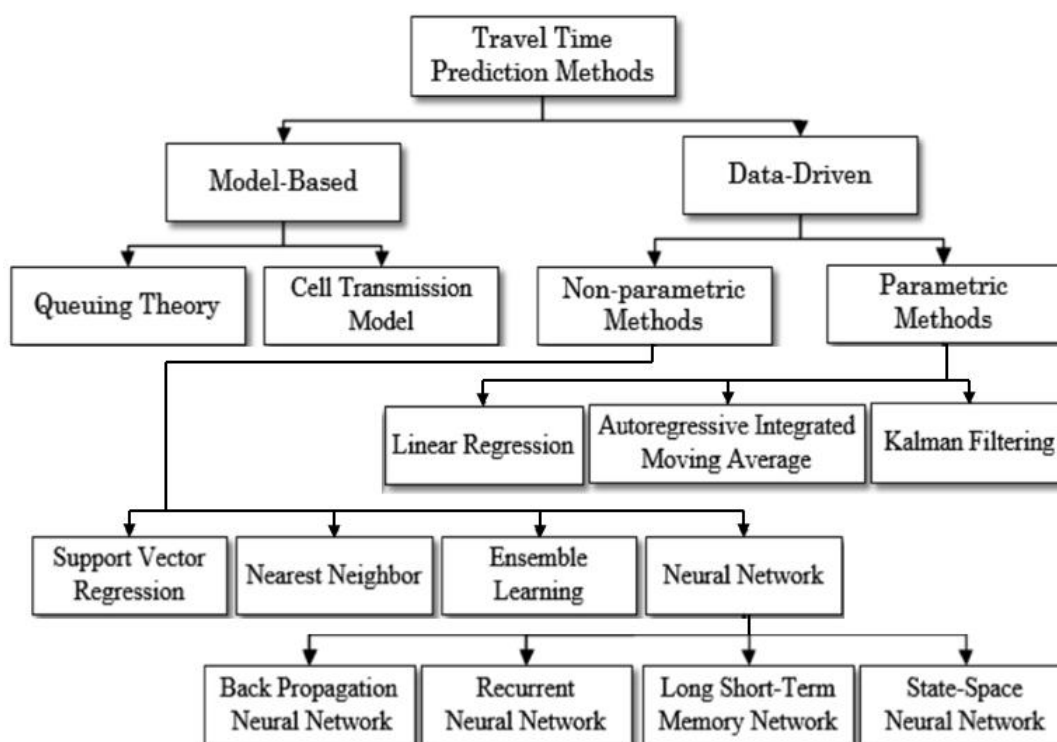 Travel Time
Prediction Methods
Model-Based
Data-Driven
Queuing Theory
Cell Transmission
Model
Non-parametric
Methods
Parametric
Methods
Linear Regression
Autoregressive Integrated
Moving Average
Kalman Filtering
Support Vector
Regression
Nearest Neighbor
Ensemble
Learning
Neural Network
Back Propagation
Neural Network
Recurrent
Neural Network
Long Short-Term
Memory Network
State-Space
Neural Network